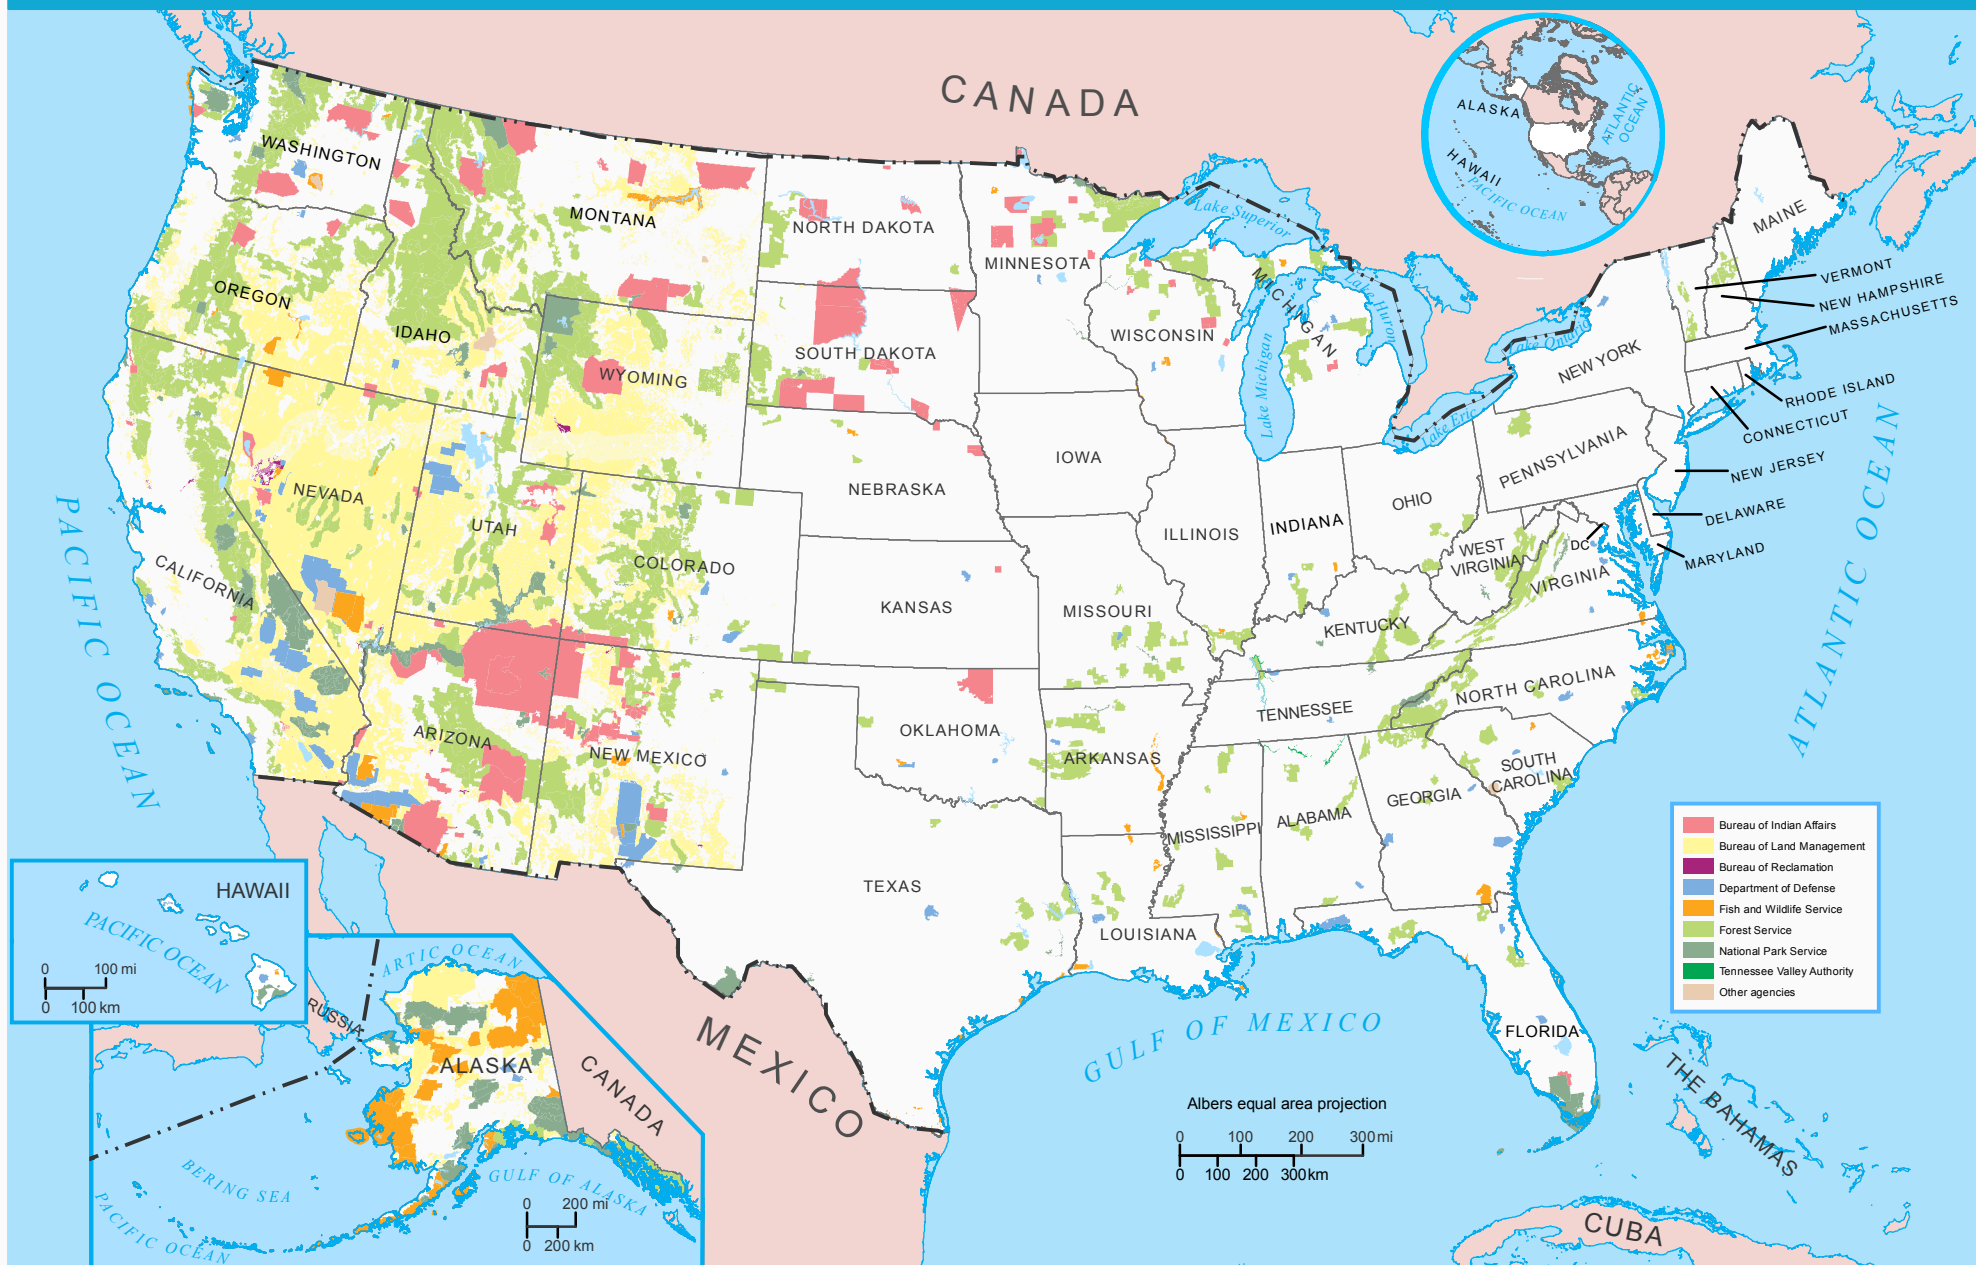 CANADA
ALASKA
HAWAII
ATLANTIC
OCEAN
PACIFIC OCEAN
WASHINGTON
MONTANA
NORTH DAKOTA
MINNESOTA
Lake Superior
MAINE
VERMONT
NEW HAMPSHIRE
MASSACHUSETTS
OREGON
IDAHO
WYOMING
SOUTH DAKOTA
WISCONSIN
MICHIGAN
Lake Michigan
Lake Huron
Lake Ontario
Lake Erie
NEW YORK
RHODE ISLAND
CONNECTICUT
NEW JERSEY
DELAWARE
MARYLAND
PENNSYLVANIA
NEVADA
UTAH
COLORADO
NEBRASKA
IOWA
ILLINOIS
INDIANA
OHIO
WEST
VIRGINIA
DC
VIRGINIA
CALIFORNIA
KANSAS
MISSOURI
KENTUCKY
PACIFIC OCEAN
ATLANTIC OCEAN
ARIZONA
NEW MEXICO
OKLAHOMA
ARKANSAS
TENNESSEE
NORTH CAROLINA
SOUTH
CAROLINA
TEXAS
LOUISIANA
MISSISSIPPI
ALABAMA
GEORGIA
FLORIDA
Bureau of Indian Affairs
Bureau of Land Management
Bureau of Reclamation
Department of Defense
Fish and Wildlife Service
Forest Service
National Park Service
Tennessee Valley Authority
Other agencies
HAWAII
PACIFIC OCEAN
0 100 mi
0 100 km
ARTIC OCEAN
RUSSIA
ALASKA
CANADA
BERING SEA
GULF OF ALASKA
PACIFIC OCEAN
0 200 mi
0 200 km
MEXICO
GULF OF MEXICO
Albers equal area projection
0 100 200 300 mi
0 100 200 300km
THE BAHAMAS
CUBA